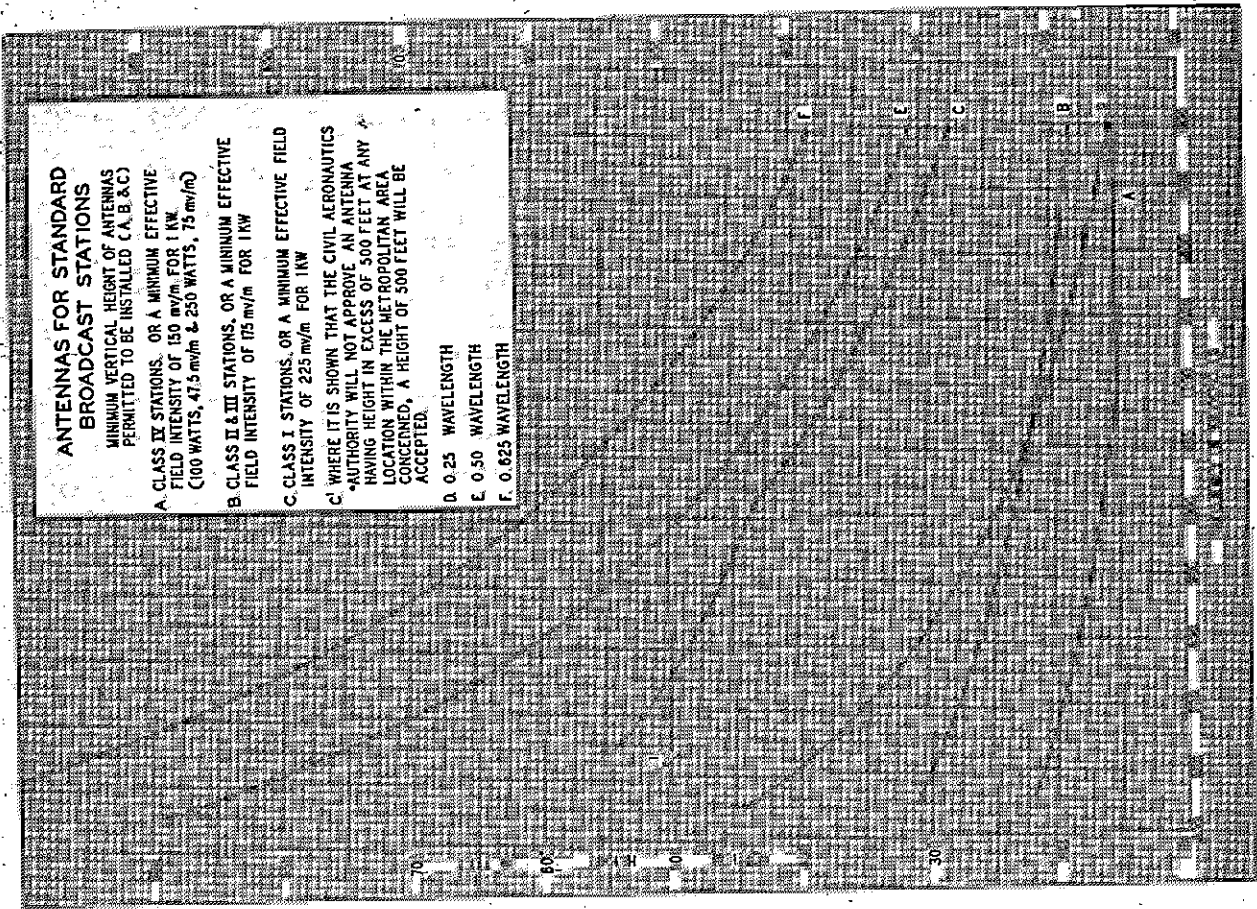 ANTENNAS FOR STANDARD
BROADCAST STATIONS
MINIMUM VERTICAL HEIGHT OF ANTENNAS
PERMITTED TO BE INSTALLED (A, B & C)
A. CLASS IV STATIONS, OR A MINIMUM EFFECTIVE
FIELD INTENSITY OF 150 mv/m FOR 1 KW.
(100 WATTS, 47.5 mv/m & 250 WATTS, 75 mv/m)
B. CLASS II & III STATIONS, OR A MINIMUM EFFECTIVE
FIELD INTENSITY OF 175 mv/m FOR 1 KW
C. CLASS I STATIONS, OR A MINIMUM EFFECTIVE FIELD
INTENSITY OF 225 mv/m FOR 1KW
C' WHERE IT IS SHOWN THAT THE CIVIL AERONAUTICS
AUTHORITY WILL NOT APPROVE AN ANTENNA
HAVING HEIGHT IN EXCESS OF 500 FEET AT ANY
LOCATION WITHIN THE METROPOLITAN AREA
CONCERNED, A HEIGHT OF 500 FEET WILL BE
ACCEPTED.
D. 0.25 WAVELENGTH
E. 0.50 WAVELENGTH
F. 0.625 WAVELENGTH
F
E
C
B
A
70
60
30